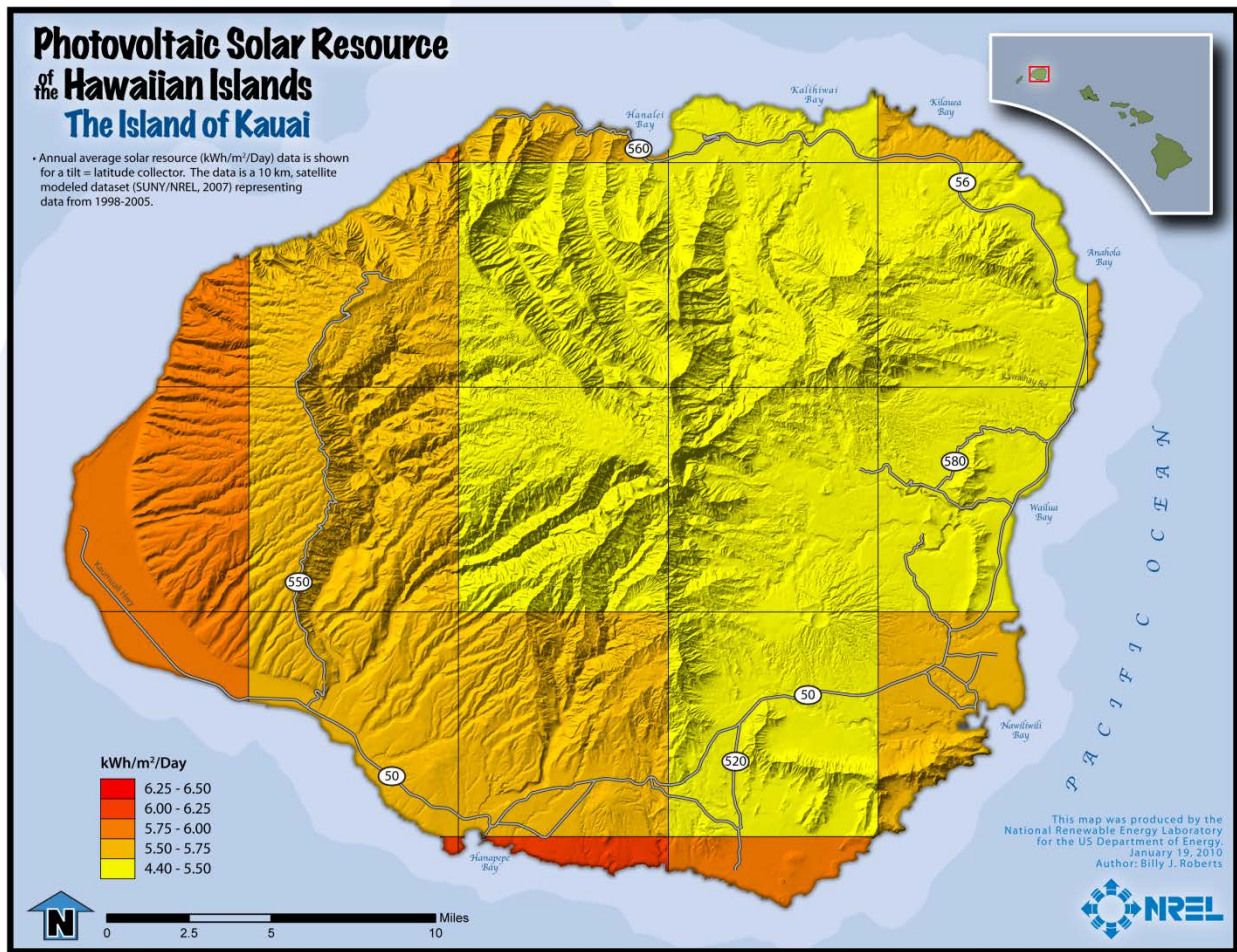 Photovoltaic Solar Resource
of the Hawaiian Islands
The Island of Kauai
• Annual average solar resource (kWh/m²/Day) data is shown
for a tilt = latitude collector. The data is a 10 km, satellite
modeled dataset (SUNY/NREL, 2007) representing
data from 1998-2005.
Hanalei
Bay
Kalihiwai
Bay
Kilauea
Bay
560
56
Anahola
Bay
580
Wailua
Bay
PACIFIC OCEAN
Kaumualii Hwy
550
50
Nawiliwili
Bay
520
50
Hanapepe
Bay
kWh/m²/Day
6.25 - 6.50
6.00 - 6.25
5.75 - 6.00
5.50 - 5.75
4.40 - 5.50
N
0 2.5 5 10 Miles
This map was produced by the
National Renewable Energy Laboratory
for the US Department of Energy.
January 19, 2010
Author: Billy J. Roberts
NREL